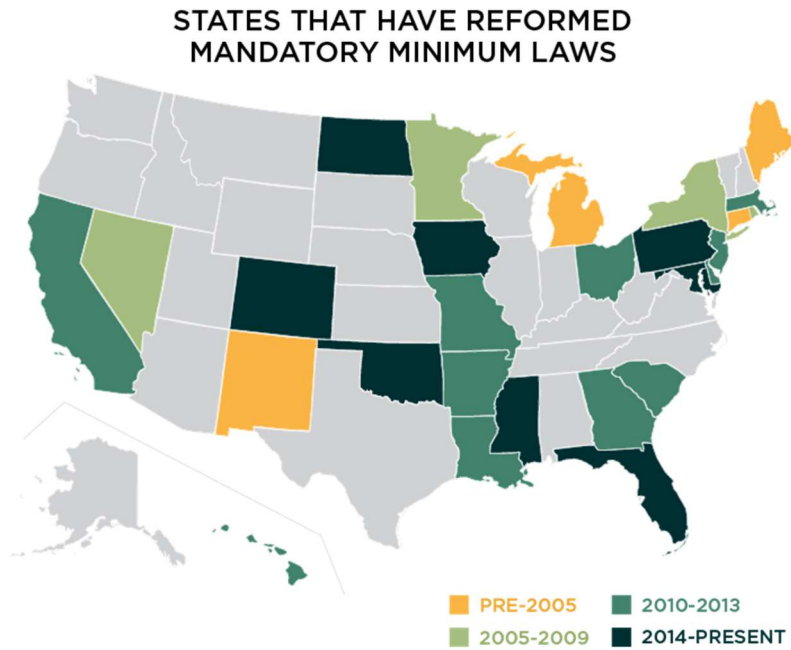 STATES THAT HAVE REFORMED
MANDATORY MINIMUM LAWS
PRE-2005
2010-2013
2005-2009
2014-PRESENT